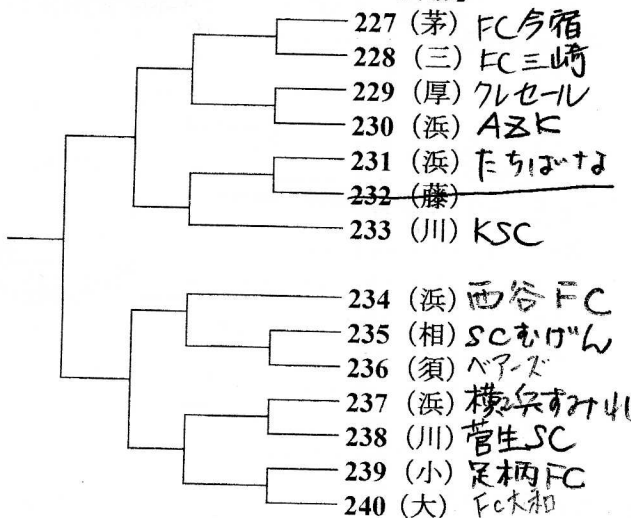 227 (茅) FC今宿
228 (三) FC三崎
229 (厚) クレセール
230 (浜) AZK
231 (浜) たちばな
232 (藤)
233 (川) KSC
234 (浜) 西谷FC
235 (相) SCむげん
236 (須) ベアーズ
237 (浜) 横浜すみれ
238 (川) 菅生SC
239 (小) 足柄FC
240 (大) FC大和